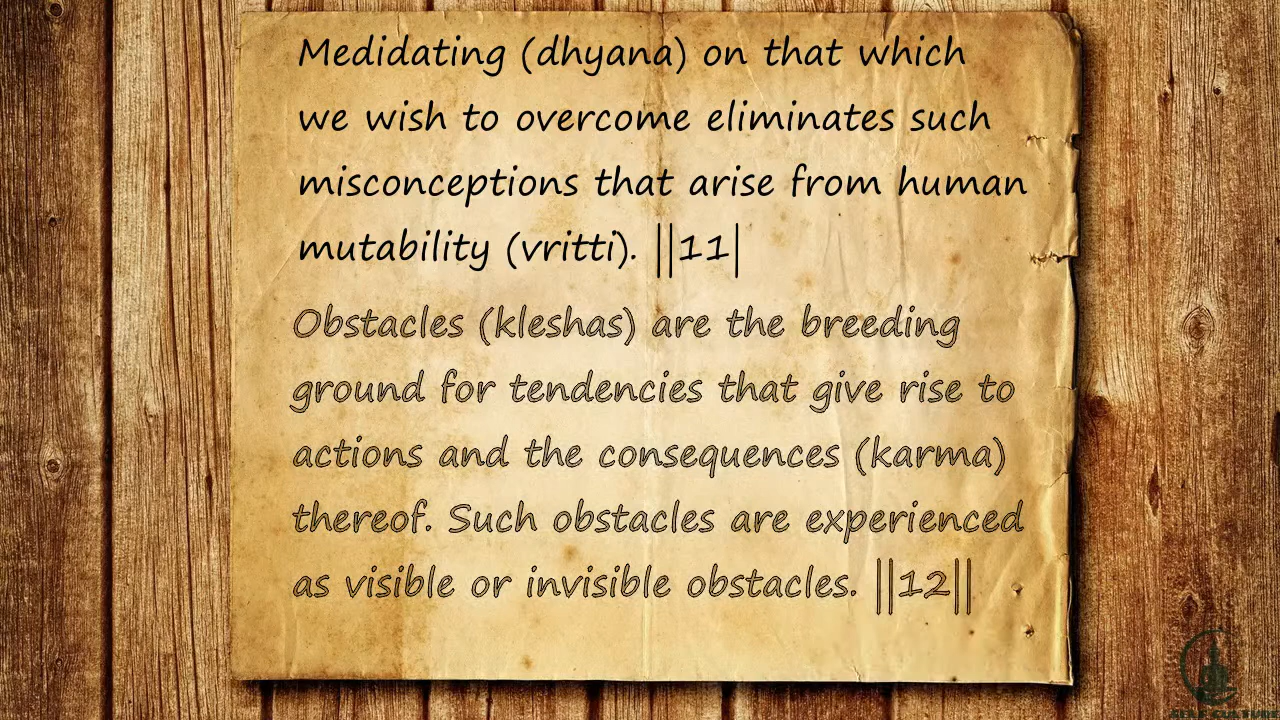 Medidating (dhyana) on that which
we wish to overcome eliminates such
misconceptions that arise from human
mutability (vritti). ||11|
Obstacles (kleshas) are the breeding
ground for tendencies that give rise to
actions and the consequences (karma)
thereof. Such obstacles are experienced
as visible or invisible obstacles. ||12||